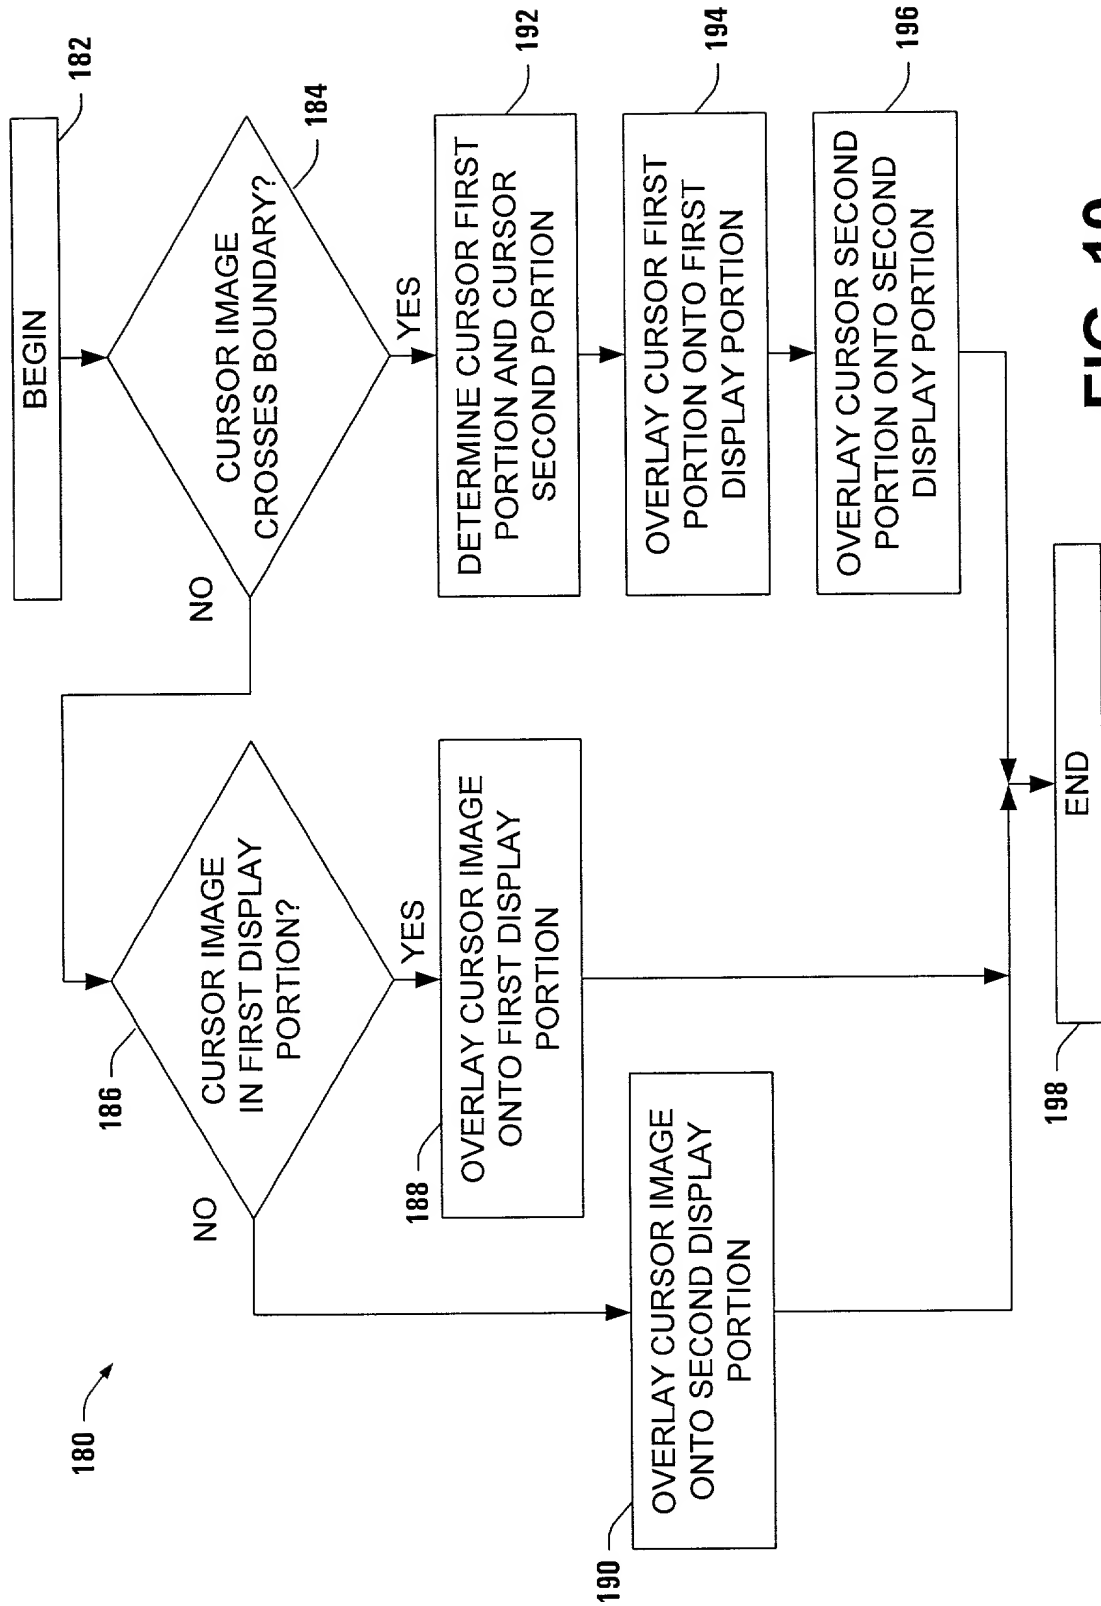 180
BEGIN
182
CURSOR IMAGE
CROSSES BOUNDARY?
184
NO
YES
CURSOR IMAGE
IN FIRST DISPLAY
PORTION?
186
NO
YES
DETERMINE CURSOR FIRST
PORTION AND CURSOR
SECOND PORTION
192
OVERLAY CURSOR IMAGE
ONTO FIRST DISPLAY
PORTION
188
OVERLAY CURSOR FIRST
PORTION ONTO FIRST
DISPLAY PORTION
194
OVERLAY CURSOR IMAGE
ONTO SECOND DISPLAY
PORTION
190
OVERLAY CURSOR SECOND
PORTION ONTO SECOND
DISPLAY PORTION
196
END
198